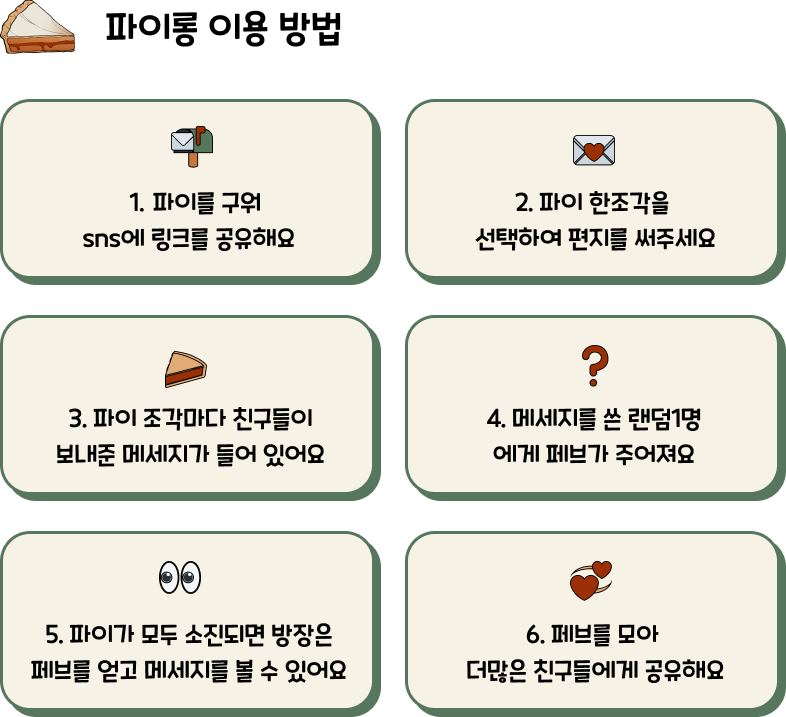 파이롱 이용 방법
1. 파이를 구워
sns에 링크를 공유해요
2. 파이 한조각을
선택하여 편지를 써주세요
3. 파이 조각마다 친구들이
보내준 메세지가 들어 있어요
4. 메세지를 쓴 랜덤1명
에게 페브가 주어져요
5. 파이가 모두 소진되면 방장은
페브를 얻고 메세지를 볼 수 있어요
6. 페브를 모아
더많은 친구들에게 공유해요